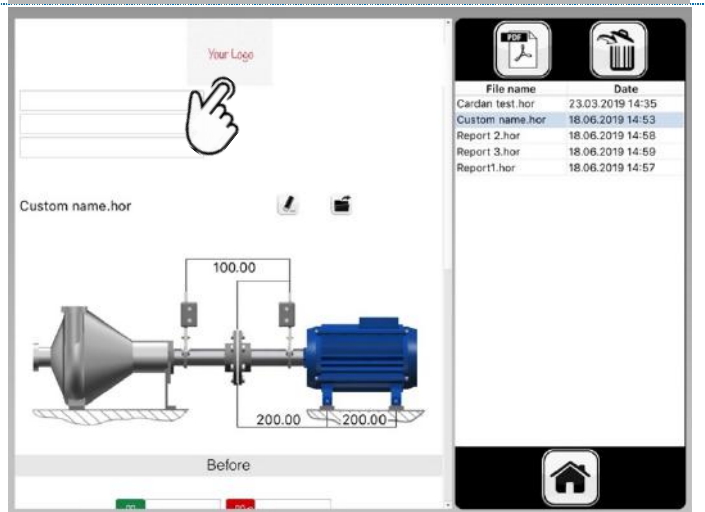 Your Logo
PDF
File name Date
Cardan test.hor 23.03.2019 14:35
Custom name.hor 18.06.2019 14:53
Report 2.hor 18.06.2019 14:58
Report 3.hor 18.06.2019 14:59
Report1.hor 18.06.2019 14:57
Custom name.hor
100.00
200.00
200.00
Before